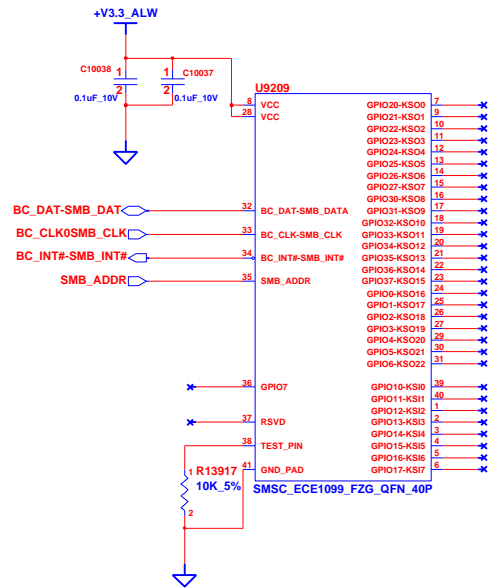 +V3.3_ALW
C10038 1 2 0.1uF_10V
1 C10037 2 0.1uF_10V
U9209
8 VCC GPIO20-KSO0 7
28 VCC GPIO21-KSO1 9
GPIO22-KSO2 10
GPIO23-KSO3 11
GPIO24-KSO4 12
GPIO25-KSO5 13
GPIO26-KSO6 14
GPIO27-KSO7 15
GPIO30-KSO8 16
BC_DAT-SMB_DAT 32 BC_DAT-SMB_DATA GPIO31-KSO9 17
GPIO32-KSO10 18
BC_CLK0SMB_CLK 33 BC_CLK-SMB_CLK GPIO33-KSO11 19
GPIO34-KSO12 20
BC_INT#-SMB_INT# 34 BC_INT#-SMB_INT# GPIO35-KSO13 21
GPIO36-KSO14 22
SMB_ADDR 35 SMB_ADDR GPIO37-KSO15 23
GPIO0-KSO16 24
GPIO1-KSO17 25
GPIO2-KSO18 26
GPIO3-KSO19 27
GPIO4-KSO20 29
GPIO5-KSO21 30
GPIO6-KSO22 31
36 GPIO7 GPIO10-KSI0 39
GPIO11-KSI1 40
GPIO12-KSI2 1
37 RSVD GPIO13-KSI3 2
GPIO14-KSI4 3
38 TEST_PIN GPIO15-KSI5 4
GPIO16-KSI6 5
41 GND_PAD GPIO17-KSI7 6
1 R13917
10K_5%
2
SMSC_ECE1099_FZG_QFN_40P